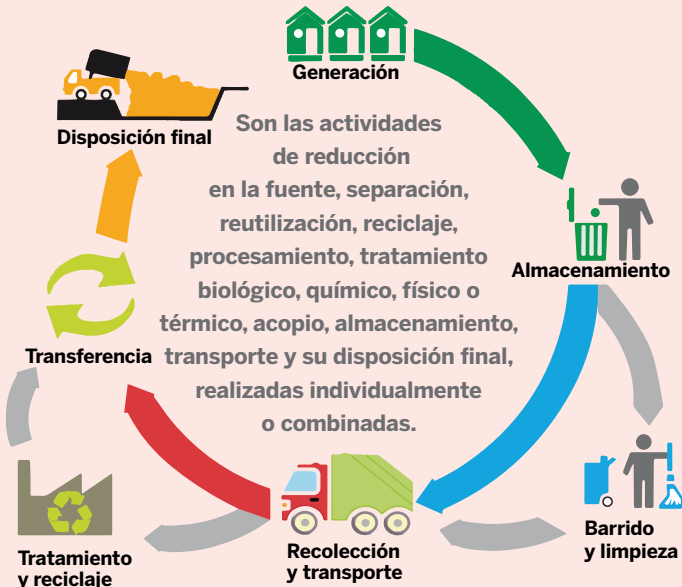 Generación
Disposición final
Son las actividades
de reducción
en la fuente, separación,
reutilización, reciclaje,
procesamiento, tratamiento
biológico, químico, físico o
térmico, acopio, almacenamiento,
transporte y su disposición final,
realizadas individualmente
o combinadas.
Almacenamiento
Transferencia
Barrido
y limpieza
Recolección
y transporte
Tratamiento
y reciclaje